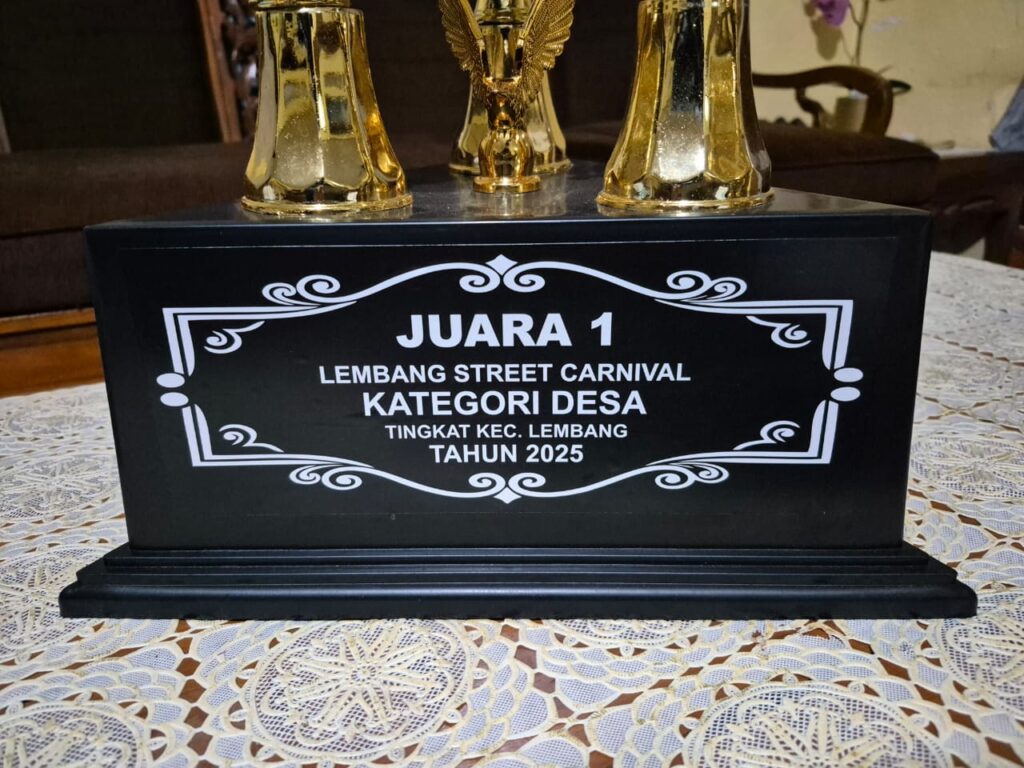 JUARA 1
LEMBANG STREET CARNIVAL
KATEGORI DESA
TINGKAT KEC. LEMBANG
TAHUN 2025